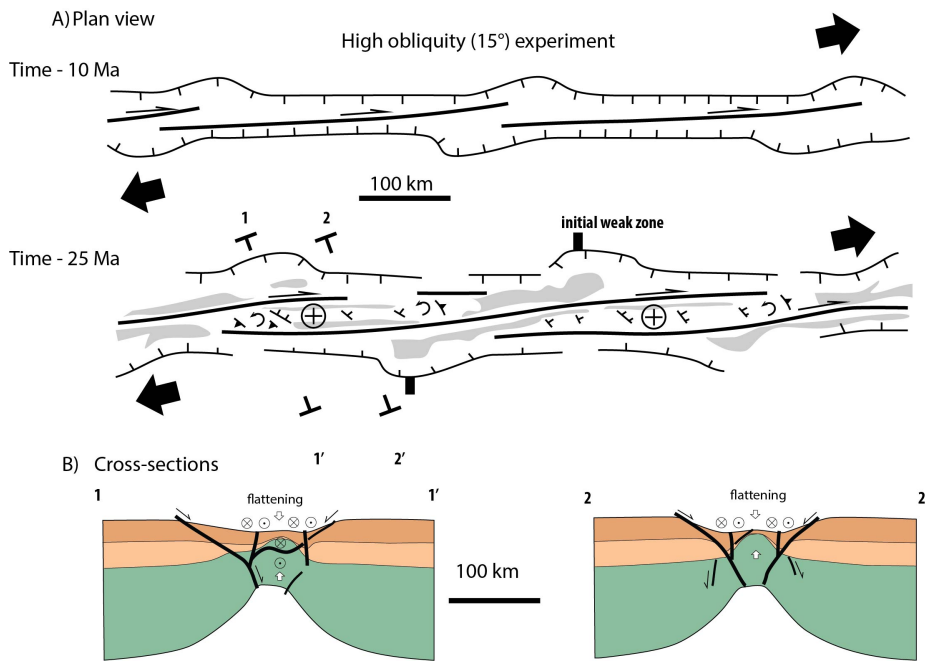 A) Plan view
High obliquity (15°) experiment
Time - 10 Ma
100 km
1
2
initial weak zone
Time - 25 Ma
B) Cross-sections
1′
2′
1
flattening
1′
2
flattening
2
100 km